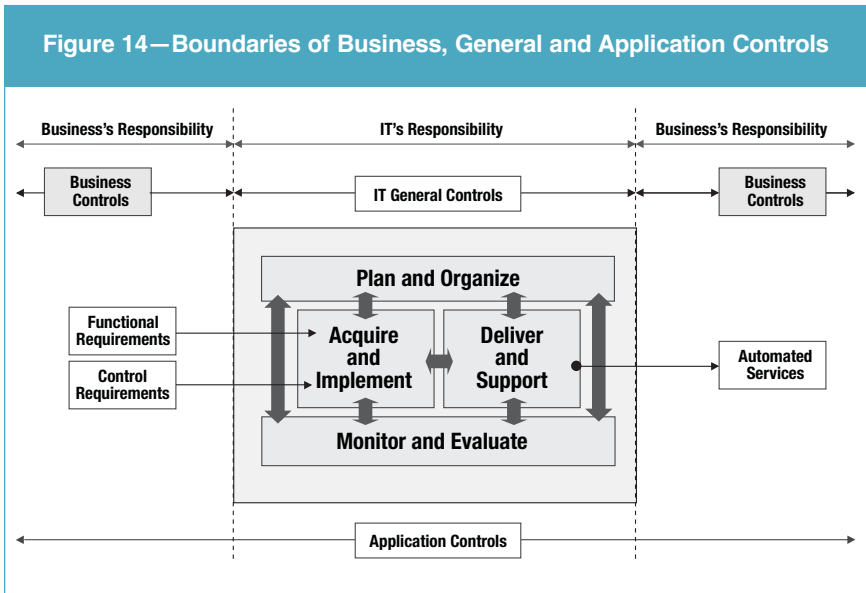 Figure 14—Boundaries of Business, General and Application Controls
Business's Responsibility
IT's Responsibility
Business's Responsibility
Business
Controls
IT General Controls
Business
Controls
Plan and Organize
Functional
Requirements
Control
Requirements
Acquire
and
Implement
Deliver
and
Support
Automated
Services
Monitor and Evaluate
Application Controls